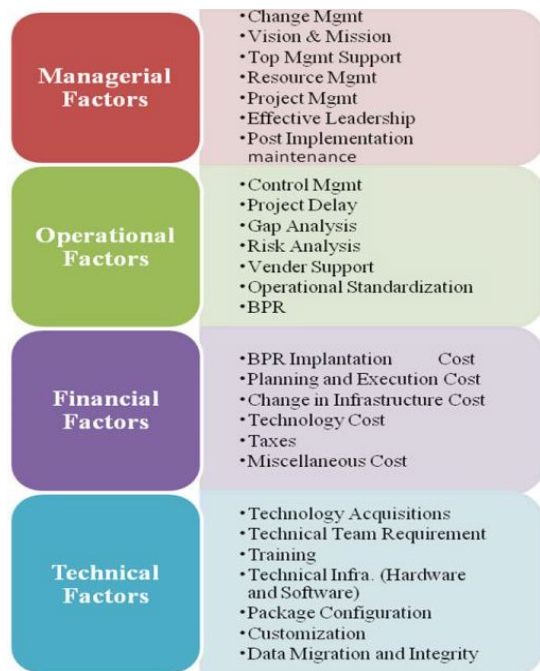 Managerial
Factors
•Change Mgmt
•Vision & Mission
•Top Mgmt Support
•Resource Mgmt
•Project Mgmt
•Effective Leadership
•Post Implementation
maintenance
Operational
Factors
•Control Mgmt
•Project Delay
•Gap Analysis
•Risk Analysis
•Vender Support
•Operational Standardization
•BPR
Financial
Factors
•BPR Implantation Cost
•Planning and Execution Cost
•Change in Infrastructure Cost
•Technology Cost
•Taxes
•Miscellaneous Cost
Technical
Factors
•Technology Acquisitions
•Technical Team Requirement
•Training
•Technical Infra. (Hardware
and Software)
•Package Configuration
•Customization
•Data Migration and Integrity